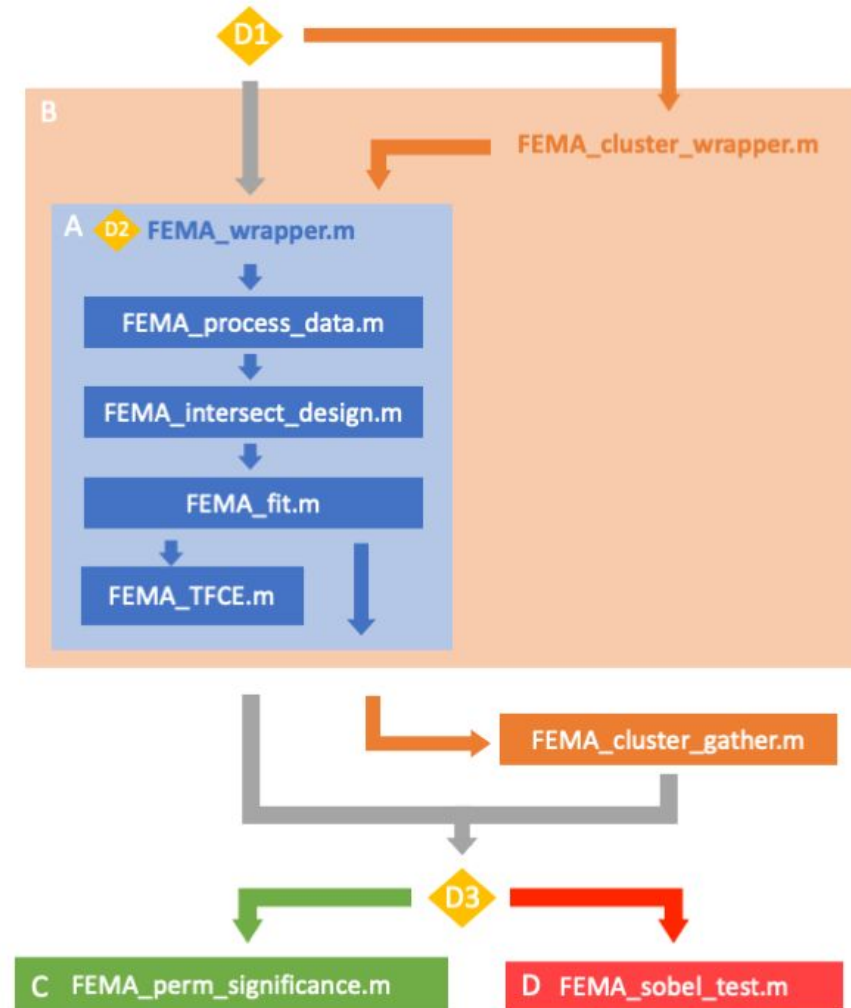 D1
B
FEMA_cluster_wrapper.m
A D2 FEMA_wrapper.m
FEMA_process_data.m
FEMA_intersect_design.m
FEMA_fit.m
FEMA_TFCE.m
FEMA_cluster_gather.m
D3
C FEMA_perm_significance.m
D FEMA_sobel_test.m